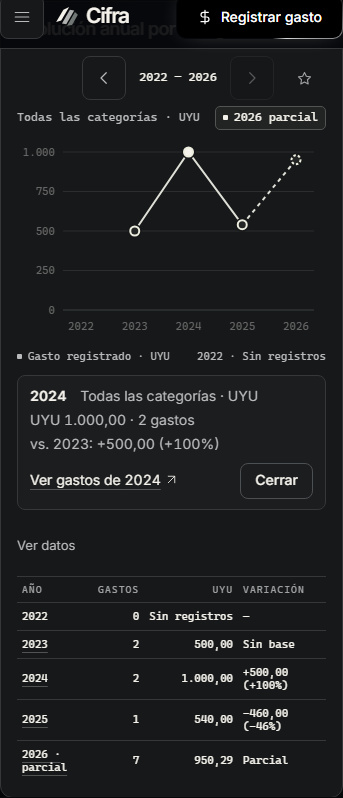 olución anual por
Cifra
$ Registrar gasto
2022 — 2026
Todas las categorías · UYU
2026 parcial
1.000
750
500
250
0
2022 2023 2024 2025 2026
Gasto registrado · UYU 2022 · Sin registros
2024 Todas las categorías · UYU
UYU 1.000,00 · 2 gastos
vs. 2023: +500,00 (+100%)
Ver gastos de 2024 ↗
Cerrar
Ver datos
AÑO GASTOS UYU VARIACIÓN
2022 0 Sin registros —
2023 2 500,00 Sin base
2024 2 1.000,00 +500,00
(+100%)
2025 1 540,00 −460,00
(−46%)
2026 · parcial 7 950,29 Parcial